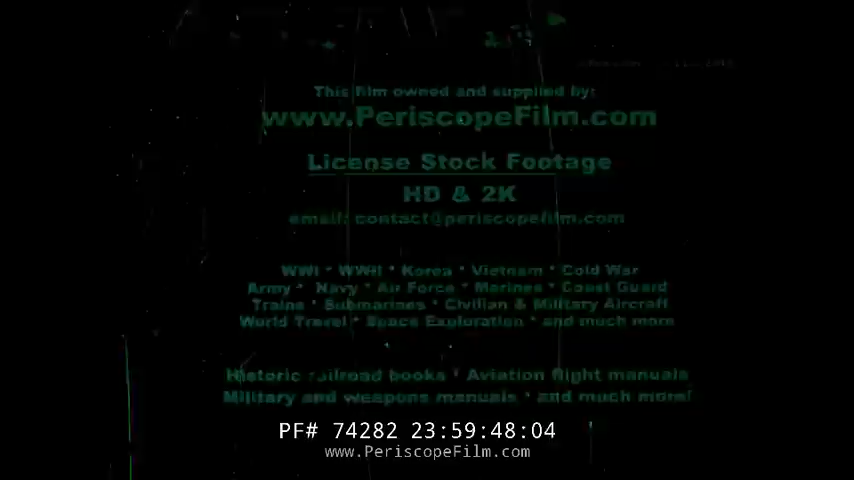 This film owned and supplied by:
www.PeriscopeFilm.com
License Stock Footage
HD & 2K
email: contact@periscopefilm.com
WWI * WWII * Korea * Vietnam * Cold War
Army * Navy * Air Force * Marines * Coast Guard
Trains * Submarines * Civilian & Military Aircraft
World Travel * Space Exploration * and much more
Historic railroad books * Aviation flight manuals
Military and weapons manuals * and much more!
PF# 74282 23:59:48:04
www.PeriscopeFilm.com